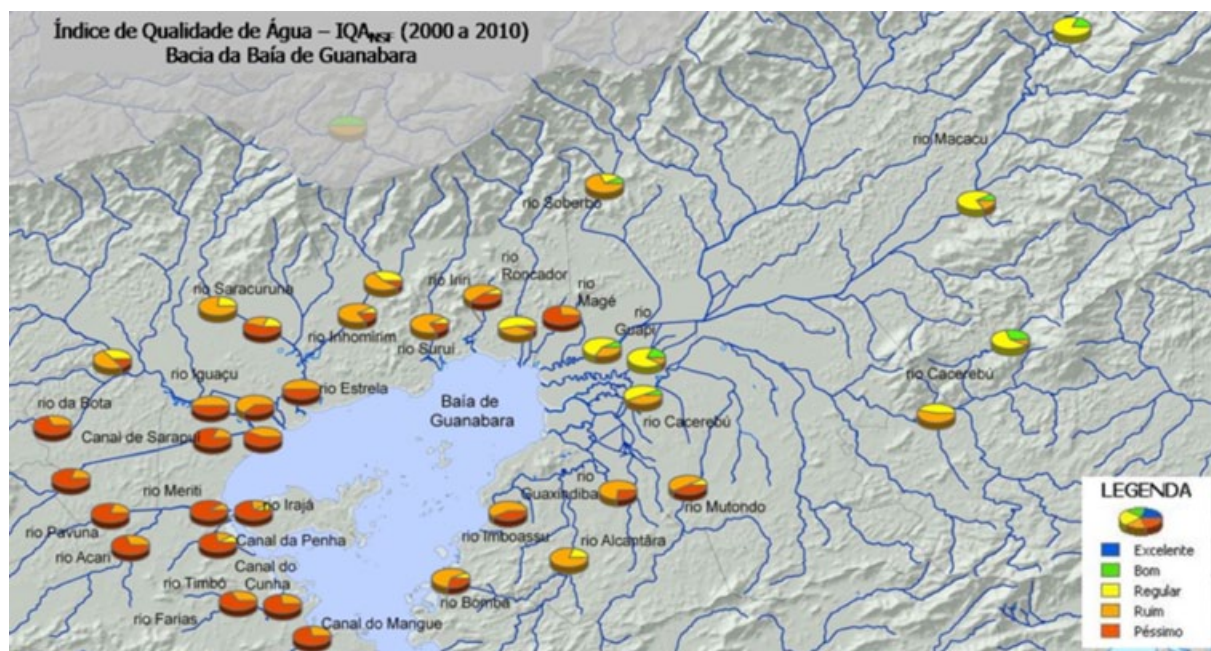 Índice de Qualidade de Água – IQANSF (2000 a 2010)
Bacia da Baía de Guanabara
rio Macacu
rio Soberbo
rio Saracuruna
rio Iriri
rio
Roncador
rio
Magé
rio
Guapi
rio Inhomirim
rio Suruí
rio Iguaçu
rio Estrela
rio Cacerebú
rio da Bota
Canal de Sarapuí
Baía de
Guanabara
rio Cacerebú
rio Meriti
rio Irajá
rio
Guaxindiba
rio Mutondo
LEGENDA
rio Pavuna
rio Acari
Canal da Penha
rio Imboassu
rio Alcantâra
Canal do
Cunha
rio Timbó
rio Farias
rio Bomba
Canal do Mangue
Excelente
Bom
Regular
Ruim
Péssimo